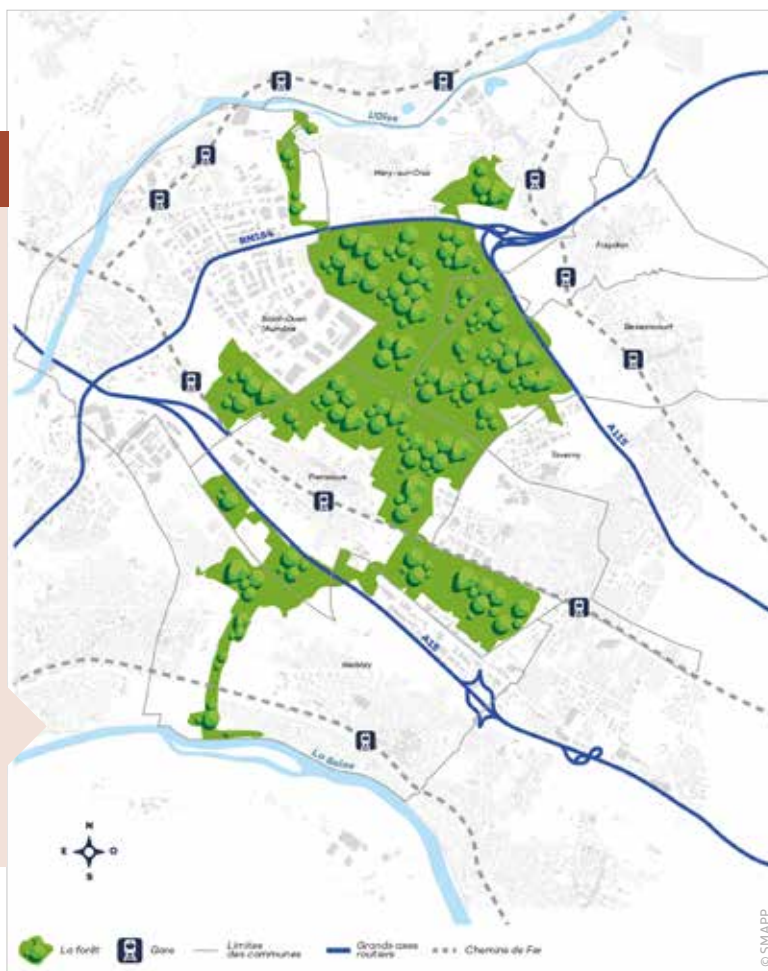 L'Oise
Méry-sur-Oise
RN184
Frépillon
Saint-Ouen
l'Aumône
Bessancourt
A115
Taverny
Pierrelaye
A15
Herblay
La Seine
N
E O
S
La forêt
Gare
Limites
des communes
Grands axes
routiers
Chemins de Fer
© SMAPP